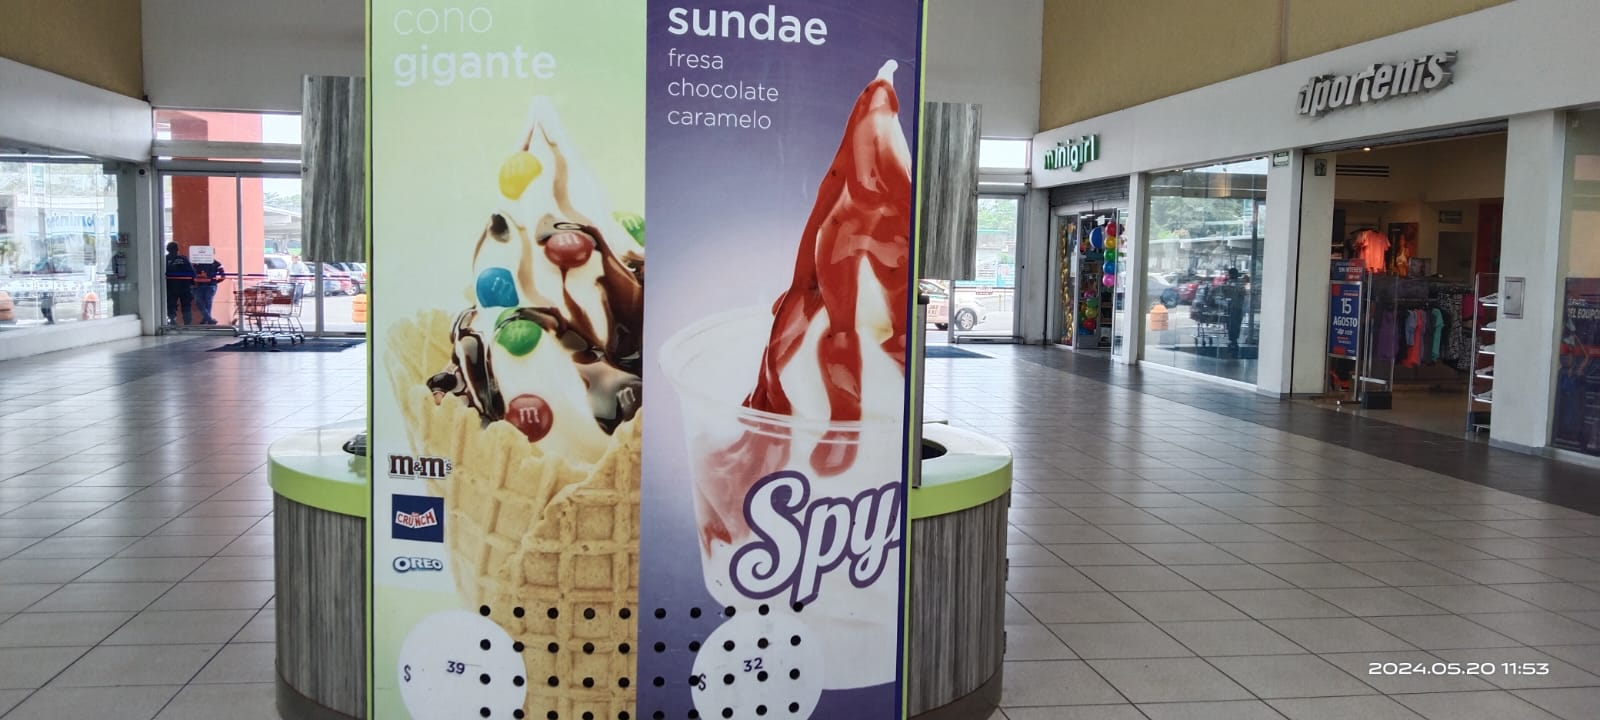 cono
gigante
sundae
fresa
chocolate
caramelo
m&m's
CRUNCH
OREO
Spy
$ 39
$ 32
minigirl
dportenis
15
AGOSTO
2024.05.20 11:53